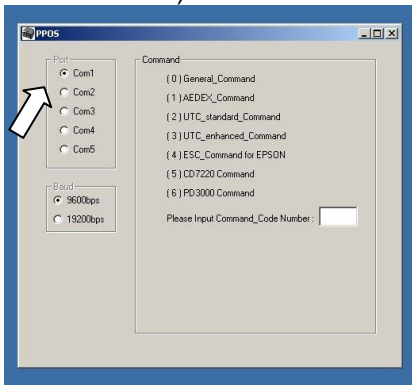 PPOS
Port
Com1
Com2
Com3
Com4
Com5
Baud
9600bps
19200bps
Command
( 0 ) General_Command
( 1 ) AEDEX_Command
( 2 ) UTC_standard_Command
( 3 ) UTC_enhanced_Command
( 4 ) ESC_Command for EPSON
( 5 ) CD7220 Command
( 6 ) PD3000 Command
Please Input Command_Code Number :